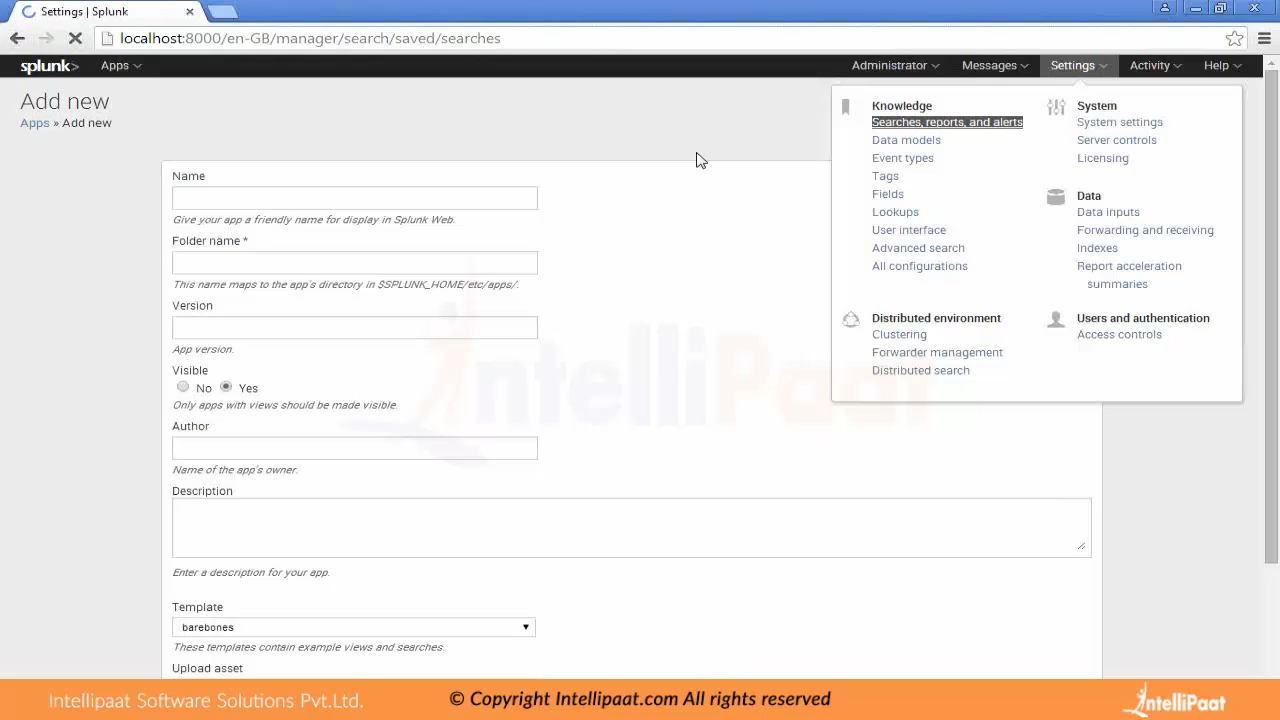 Settings | Splunk
localhost:8000/en-GB/manager/search/saved/searches
splunk> Apps Administrator Messages Settings Activity Help
Add new
Apps » Add new
Name
Give your app a friendly name for display in Splunk Web.
Folder name *
This name maps to the app's directory in $SPLUNK_HOME/etc/apps/.
Version
App version.
Visible
No Yes
Only apps with views should be made visible.
Author
Name of the app's owner.
Description
Enter a description for your app.
Template
barebones
These templates contain example views and searches.
Upload asset
Knowledge
Searches, reports, and alerts
Data models
Event types
Tags
Fields
Lookups
User interface
Advanced search
All configurations
Distributed environment
Clustering
Forwarder management
Distributed search
System
System settings
Server controls
Licensing
Data
Data inputs
Forwarding and receiving
Indexes
Report acceleration
summaries
Users and authentication
Access controls
IntelliPaat
Intellipaat Software Solutions Pvt.Ltd.
© Copyright Intellipaat.com All rights reserved
IntelliPaat